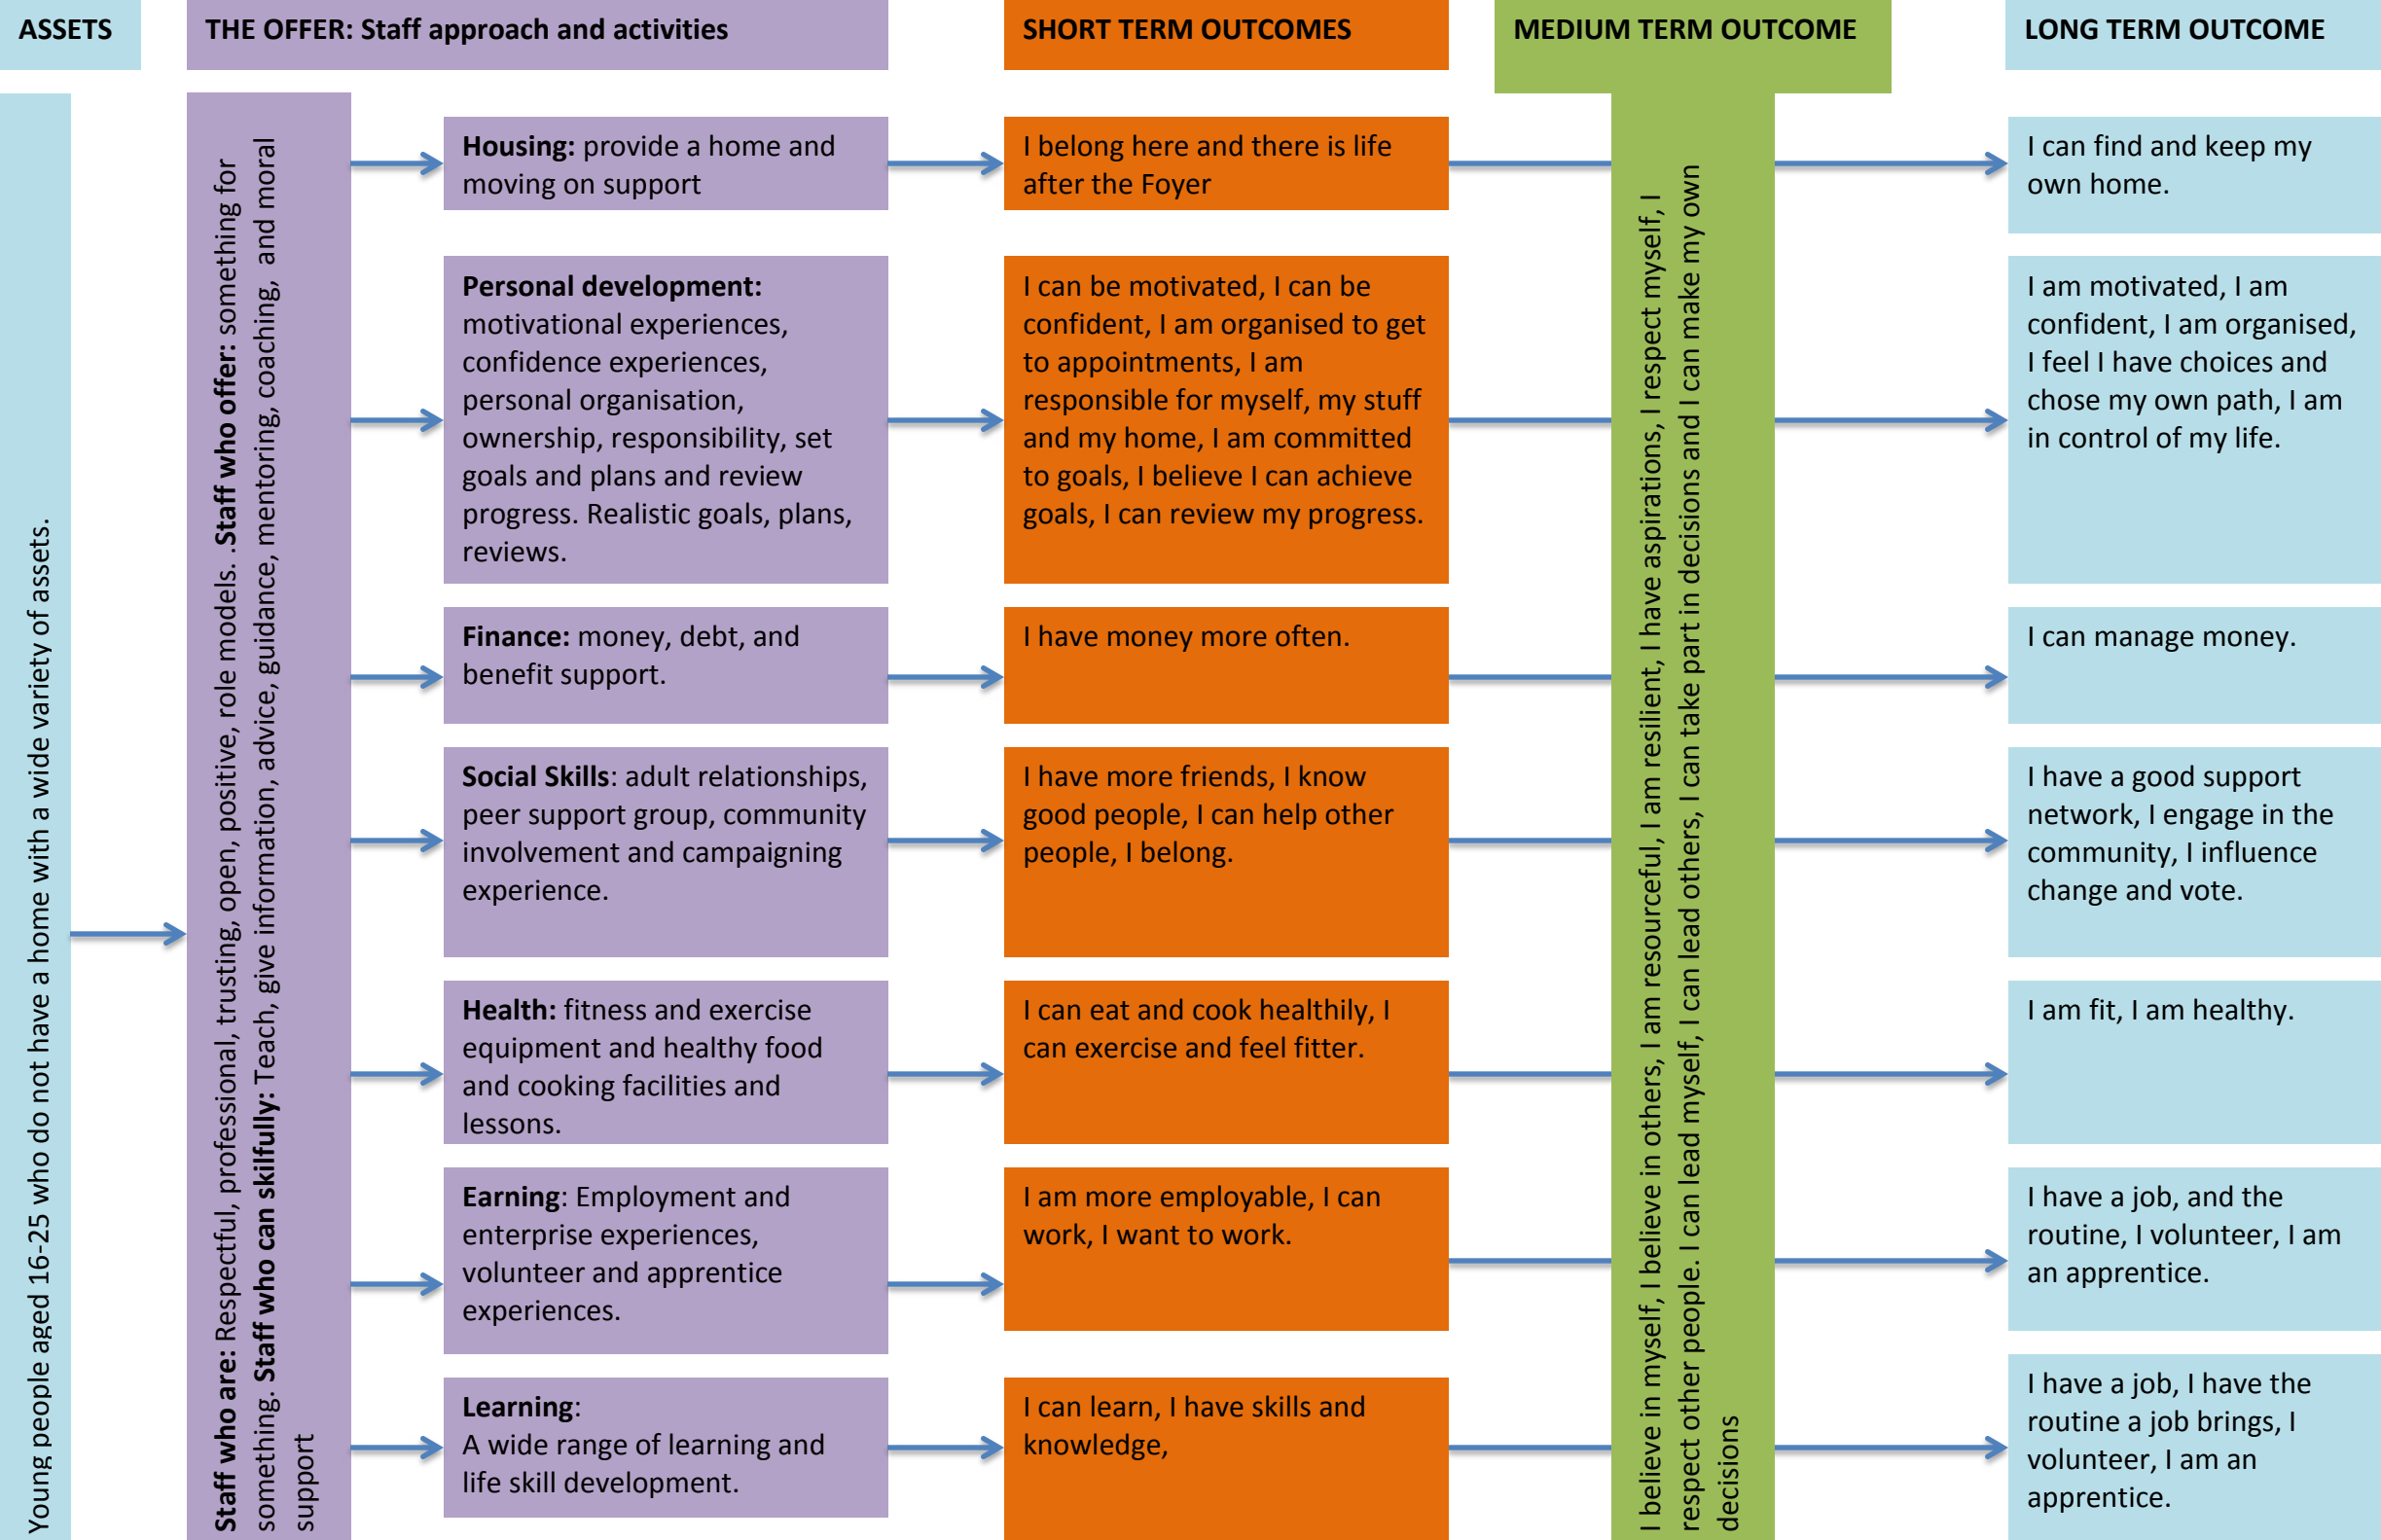 ASSETS
THE OFFER: Staff approach and activities
SHORT TERM OUTCOMES
MEDIUM TERM OUTCOME
LONG TERM OUTCOME
Young people aged 16-25 who do not have a home with a wide variety of assets.
Staff who are: Respectful, professional, trusting, open, positive, role models. .Staff who offer: something for
something. Staff who can skilfully: Teach, give information, advice, guidance, mentoring, coaching, and moral
support
Housing: provide a home and
moving on support
I belong here and there is life
after the Foyer
I can find and keep my
own home.
Personal development:
motivational experiences,
confidence experiences,
personal organisation,
ownership, responsibility, set
goals and plans and review
progress. Realistic goals, plans,
reviews.
I can be motivated, I can be
confident, I am organised to get
to appointments, I am
responsible for myself, my stuff
and my home, I am committed
to goals, I believe I can achieve
goals, I can review my progress.
I am motivated, I am
confident, I am organised,
I feel I have choices and
chose my own path, I am
in control of my life.
Finance: money, debt, and
benefit support.
I have money more often.
I can manage money.
Social Skills: adult relationships,
peer support group, community
involvement and campaigning
experience.
I have more friends, I know
good people, I can help other
people, I belong.
I have a good support
network, I engage in the
community, I influence
change and vote.
Health: fitness and exercise
equipment and healthy food
and cooking facilities and
lessons.
I can eat and cook healthily, I
can exercise and feel fitter.
I am fit, I am healthy.
Earning: Employment and
enterprise experiences,
volunteer and apprentice
experiences.
I am more employable, I can
work, I want to work.
I have a job, and the
routine, I volunteer, I am
an apprentice.
Learning:
A wide range of learning and
life skill development.
I can learn, I have skills and
knowledge,
I have a job, I have the
routine a job brings, I
volunteer, I am an
apprentice.
I believe in myself, I believe in others, I am resourceful, I am resilient, I have aspirations, I respect myself, I
respect other people. I can lead myself, I can lead others, I can take part in decisions and I can make my own
decisions